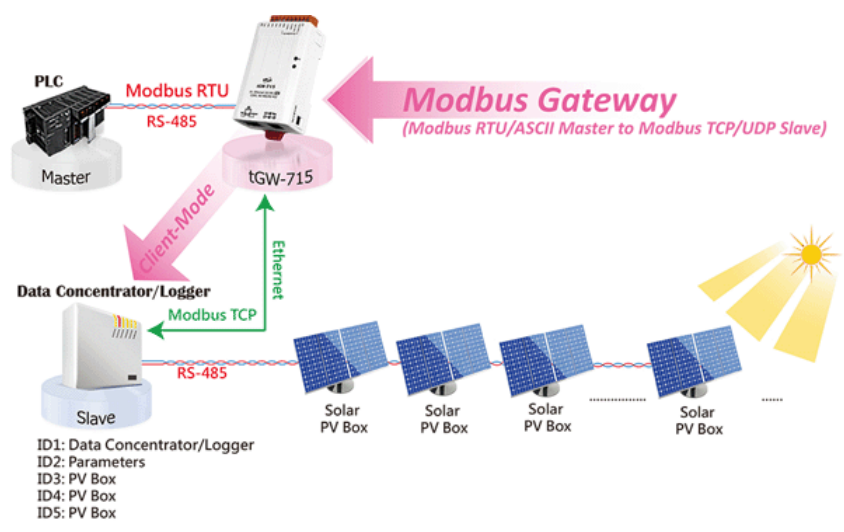 PLC
Modbus RTU
RS-485
Master
tGW-715
Modbus Gateway
(Modbus RTU/ASCII Master to Modbus TCP/UDP Slave)
Client-Mode
Ethernet
Data Concentrator/Logger
Modbus TCP
RS-485
Slave
Solar
PV Box
Solar
PV Box
Solar
PV Box
...............
Solar
PV Box
......
ID1: Data Concentrator/Logger
ID2: Parameters
ID3: PV Box
ID4: PV Box
ID5: PV Box